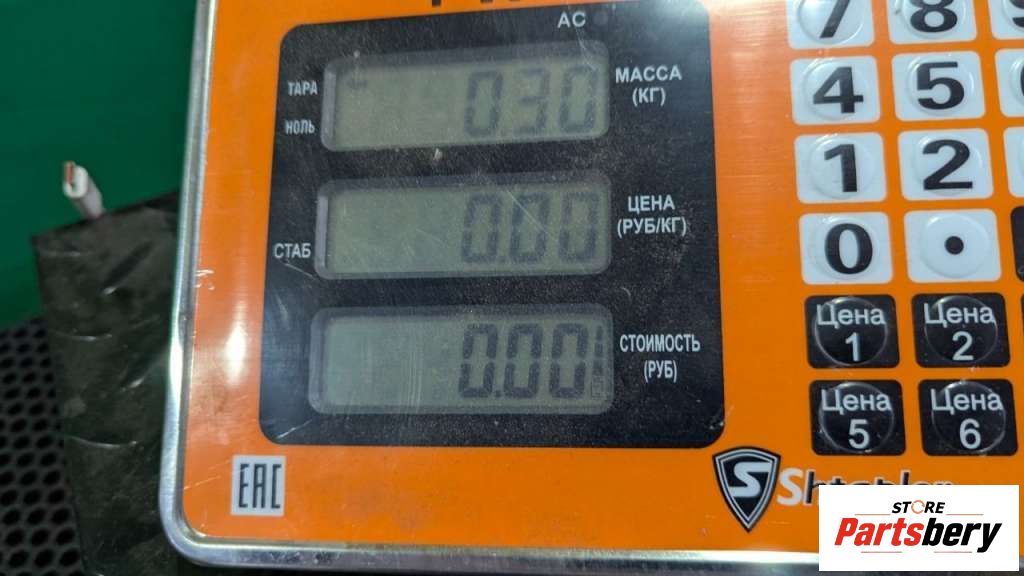 AC
ТАРА
НОЛЬ
0.30
МАССА
(КГ)
СТАБ
0.00
ЦЕНА
(РУБ/КГ)
0.00
СТОИМОСТЬ
(РУБ)
7 8
4 5
1 2
0 .
Цена
1
Цена
2
Цена
5
Цена
6
EAC
S Shtabler
STORE
Partsbery